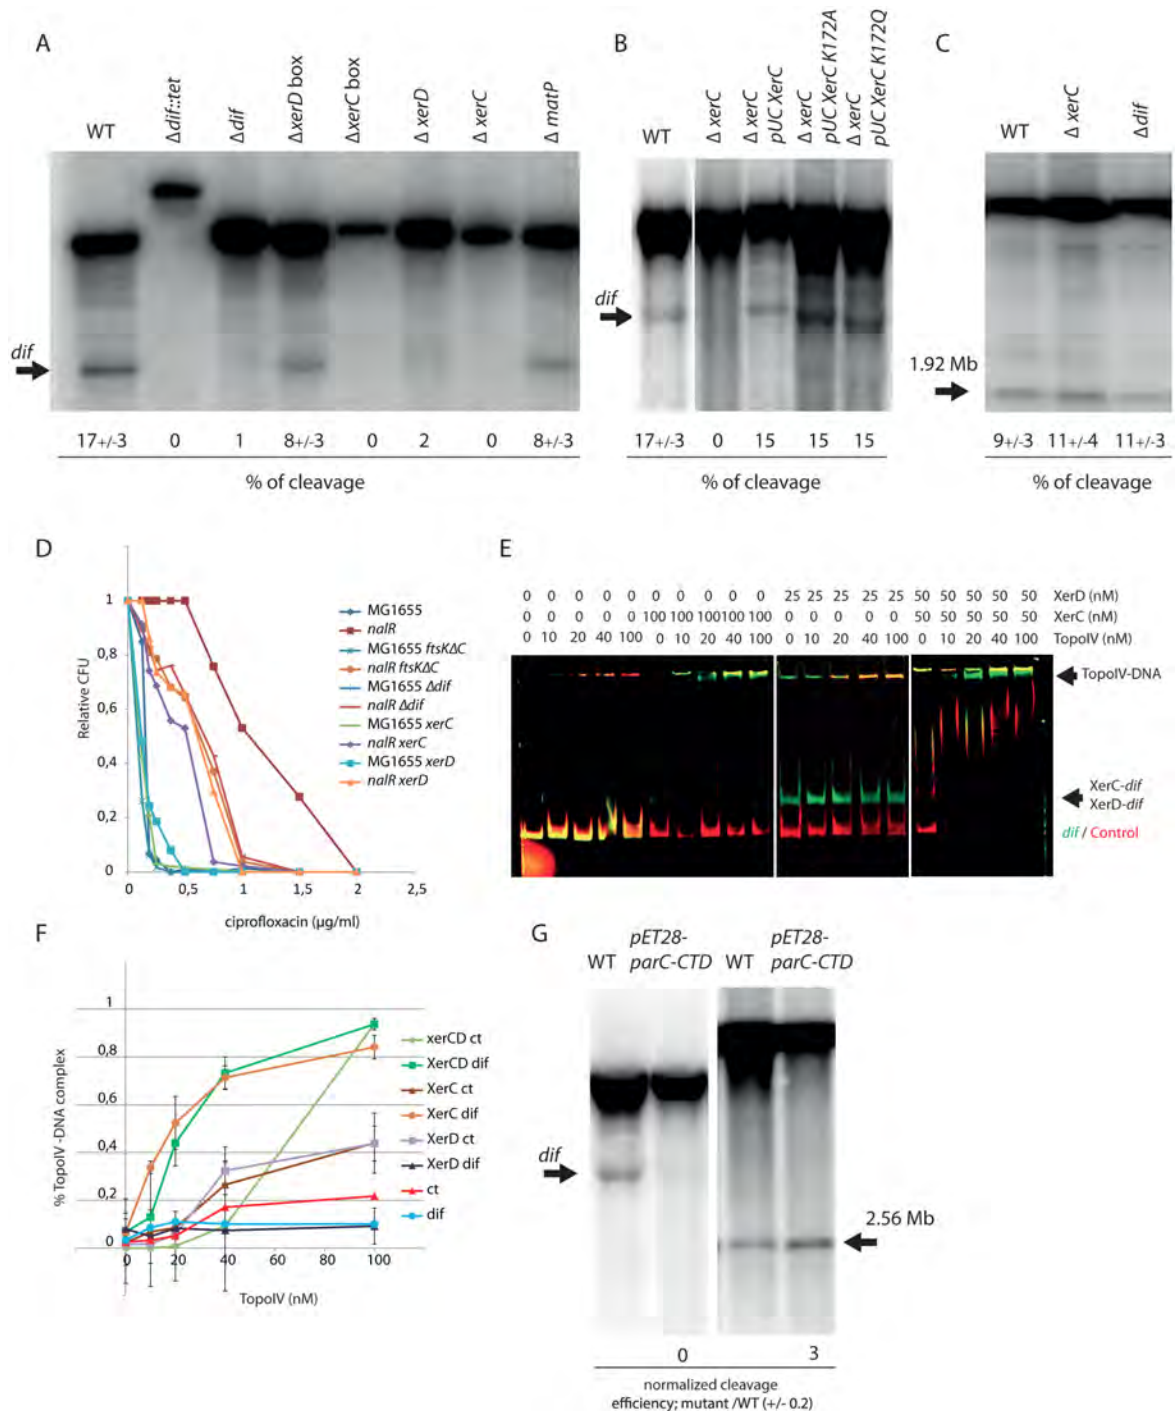 A
WT
Δdif::tet
Δdif
ΔxerD box
ΔxerC box
Δ xerD
Δ xerC
Δ matP
dif
17+/-3 0 1 8+/-3 0 2 0 8+/-3
% of cleavage
B
WT
Δ xerC
Δ xerC
pUC XerC
Δ xerC
pUC XerC K172A
Δ xerC
pUC XerC K172Q
dif
17+/-3 0 15 15 15
% of cleavage
C
WT
Δ xerC
Δdif
1.92 Mb
9+/-3 11+/-4 11+/-3
% of cleavage
D
Relative CFU
1
0,8
0,6
0,4
0,2
0
0 0,5 1 1,5 2 2,5
ciprofloxacin (µg/ml)
MG1655
nalR
MG1655 ftsKΔC
nalR ftsKΔC
MG1655 Δdif
nalR Δdif
MG1655 xerC
nalR xerC
MG1655 xerD
nalR xerD
E
0 0 0 0 0 0 0 0 0 0 25 25 25 25 25 50 50 50 50 50 XerD (nM)
0 0 0 0 0 100 100 100 100 100 0 0 0 0 0 50 50 50 50 50 XerC (nM)
0 10 20 40 100 0 10 20 40 100 0 10 20 40 100 0 10 20 40 100 TopoIV (nM)
TopoIV-DNA
XerC-dif
XerD-dif
dif / Control
F
% TopoIV -DNA complex
1
0,8
0,6
0,4
0,2
0
0 20 40 60 80 100
TopoIV (nM)
xerCD ct
XerCD dif
XerC ct
XerC dif
XerD ct
XerD dif
ct
dif
G
WT
pET28-
parC-CTD
WT
pET28-
parC-CTD
dif
2.56 Mb
0 3
normalized cleavage
efficiency; mutant /WT (+/- 0.2)